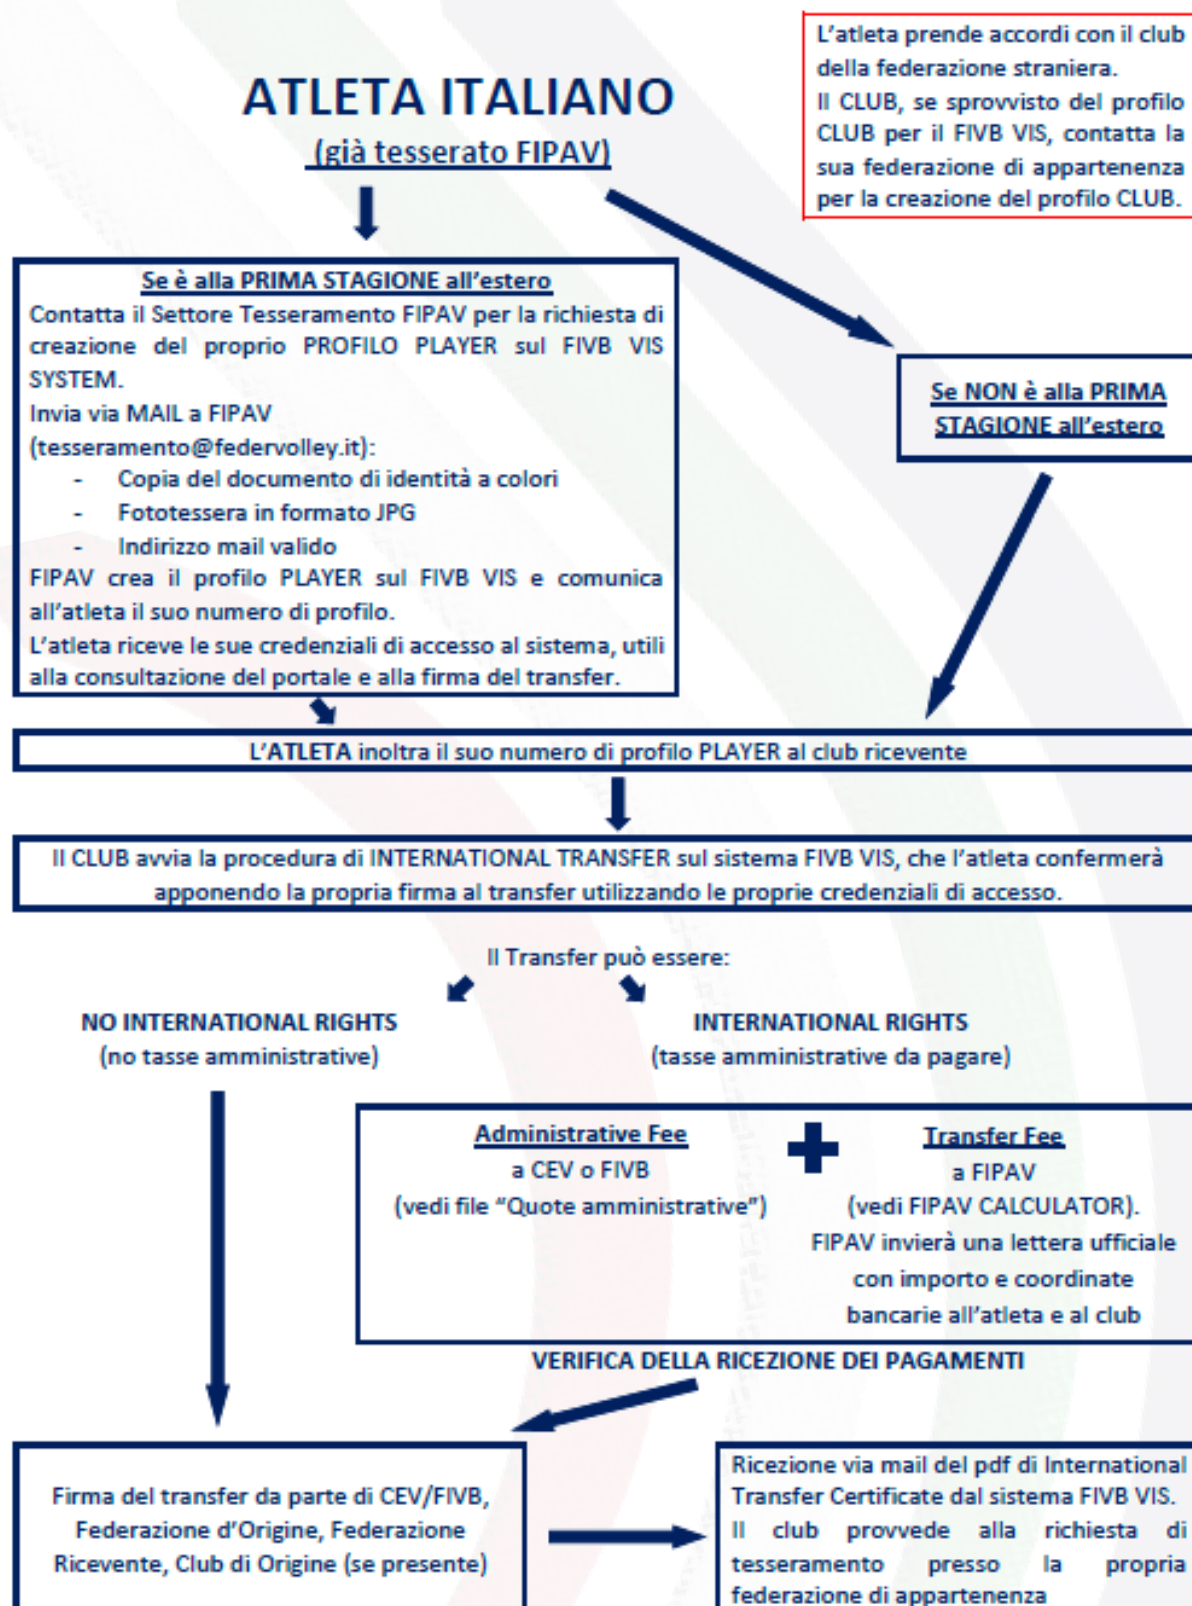 L'atleta prende accordi con il club
della federazione straniera.
Il CLUB, se sprovvisto del profilo
CLUB per il FIVB VIS, contatta la
sua federazione di appartenenza
per la creazione del profilo CLUB.
ATLETA ITALIANO
(già tesserato FIPAV)
Se è alla PRIMA STAGIONE all'estero
Contatta il Settore Tesseramento FIPAV per la richiesta di
creazione del proprio PROFILO PLAYER sul FIVB VIS
SYSTEM.
Invia via MAIL a FIPAV
(tesseramento@federvolley.it):
- Copia del documento di identità a colori
- Fototessera in formato JPG
- Indirizzo mail valido
FIPAV crea il profilo PLAYER sul FIVB VIS e comunica
all'atleta il suo numero di profilo.
L'atleta riceve le sue credenziali di accesso al sistema, utili
alla consultazione del portale e alla firma del transfer.
Se NON è alla PRIMA
STAGIONE all'estero
L'ATLETA inoltra il suo numero di profilo PLAYER al club ricevente
Il CLUB avvia la procedura di INTERNATIONAL TRANSFER sul sistema FIVB VIS, che l'atleta confermerà
apponendo la propria firma al transfer utilizzando le proprie credenziali di accesso.
Il Transfer può essere:
NO INTERNATIONAL RIGHTS
(no tasse amministrative)
INTERNATIONAL RIGHTS
(tasse amministrative da pagare)
Administrative Fee
a CEV o FIVB
(vedi file "Quote amministrative")
Transfer Fee
a FIPAV
(vedi FIPAV CALCULATOR).
FIPAV invierà una lettera ufficiale
con importo e coordinate
bancarie all'atleta e al club
VERIFICA DELLA RICEZIONE DEI PAGAMENTI
Firma del transfer da parte di CEV/FIVB,
Federazione d'Origine, Federazione
Ricevente, Club di Origine (se presente)
Ricezione via mail del pdf di International
Transfer Certificate dal sistema FIVB VIS.
Il club provvede alla richiesta di
tesseramento presso la propria
federazione di appartenenza